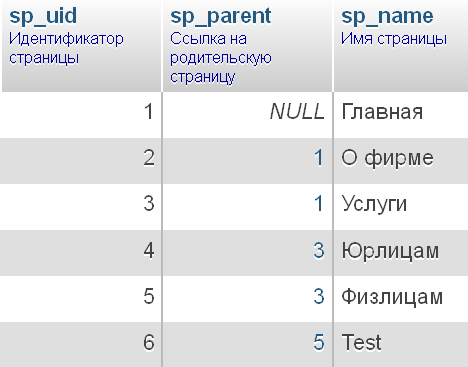 sp_uid sp_parent sp_name
Идентификатор Ссылка на Имя страницы
страницы родительскую
страницу
1 NULL Главная
2 1 О фирме
3 1 Услуги
4 3 Юрлицам
5 3 Физлицам
6 5 Test